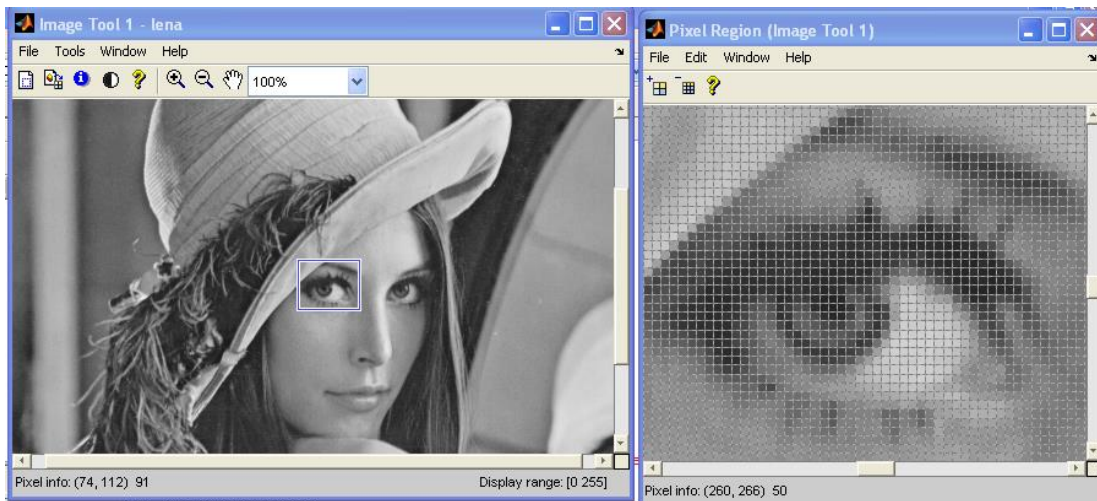 Image Tool 1 - lena
File Tools Window Help
100%
Pixel info: (74, 112) 91
Display range: [0 255]
Pixel Region (Image Tool 1)
File Edit Window Help
Pixel info: (260, 266) 50